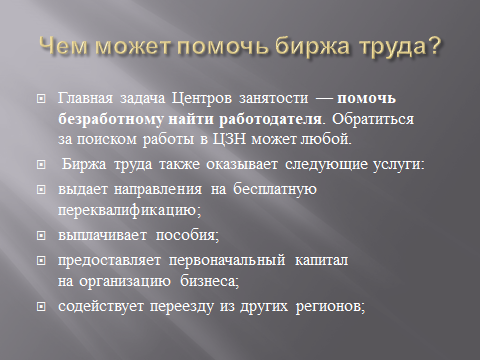 Чем может помочь биржа труда?
Главная задача Центров занятости — помочь
безработному найти работодателя. Обратиться
за поиском работы в ЦЗН может любой.
Биржа труда также оказывает следующие услуги:
выдает направления на бесплатную
переквалификацию;
выплачивает пособия;
предоставляет первоначальный капитал
на организацию бизнеса;
содействует переезду из других регионов;